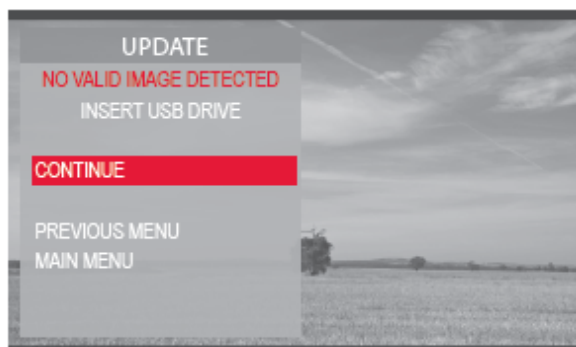 UPDATE
NO VALID IMAGE DETECTED
INSERT USB DRIVE
CONTINUE
PREVIOUS MENU
MAIN MENU